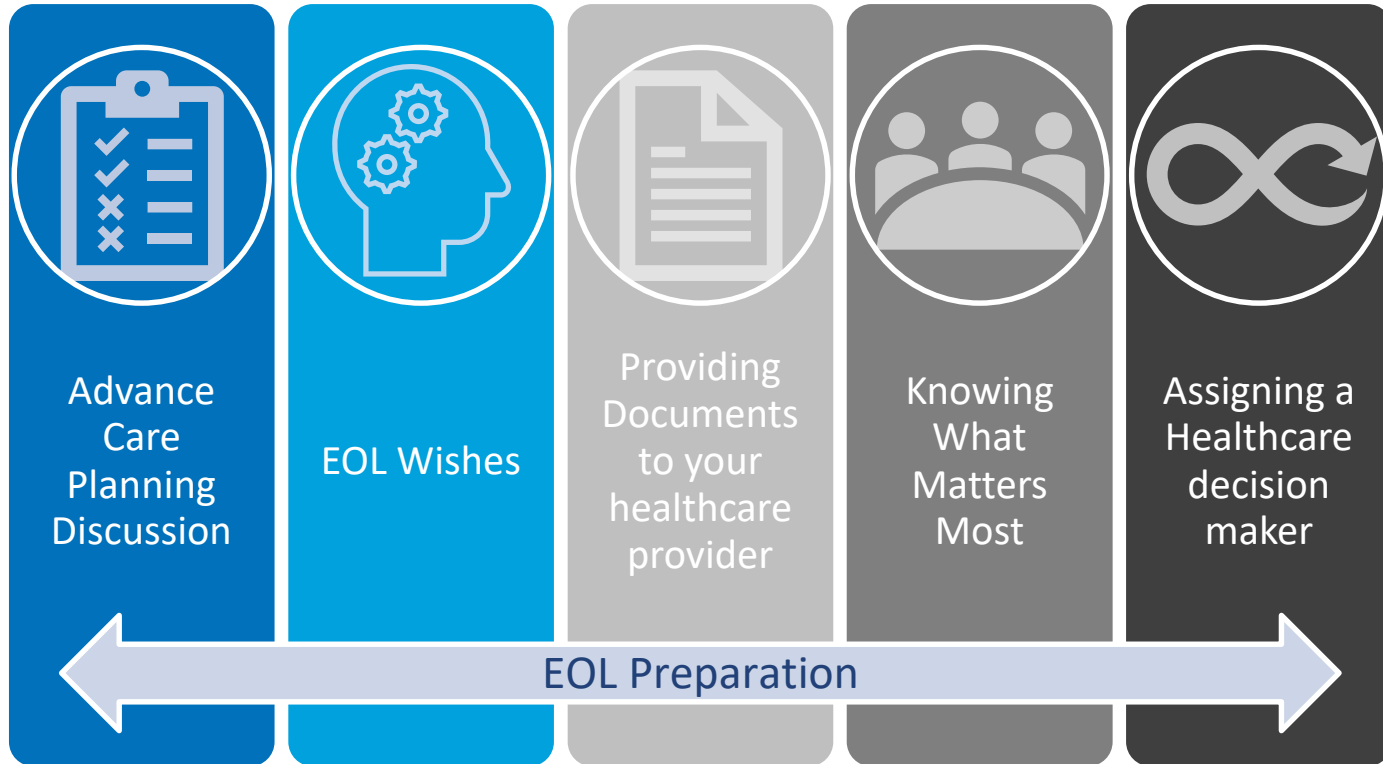 Advance
Care
Planning
Discussion
EOL Wishes
Providing
Documents
to your
healthcare
provider
Knowing
What
Matters
Most
Assigning a
Healthcare
decision
maker
EOL Preparation